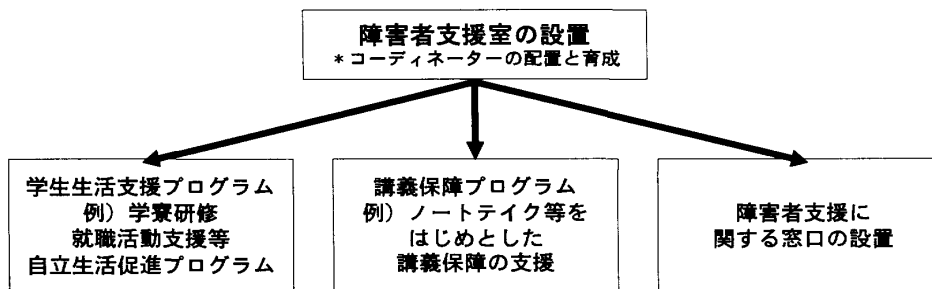 障害者支援室の設置
*コーディネーターの配置と育成
学生生活支援プログラム
例）学寮研修
就職活動支援等
自立生活促進プログラム
講義保障プログラム
例）ノートテイク等を
はじめとした
講義保障の支援
障害者支援に
関する窓口の設置